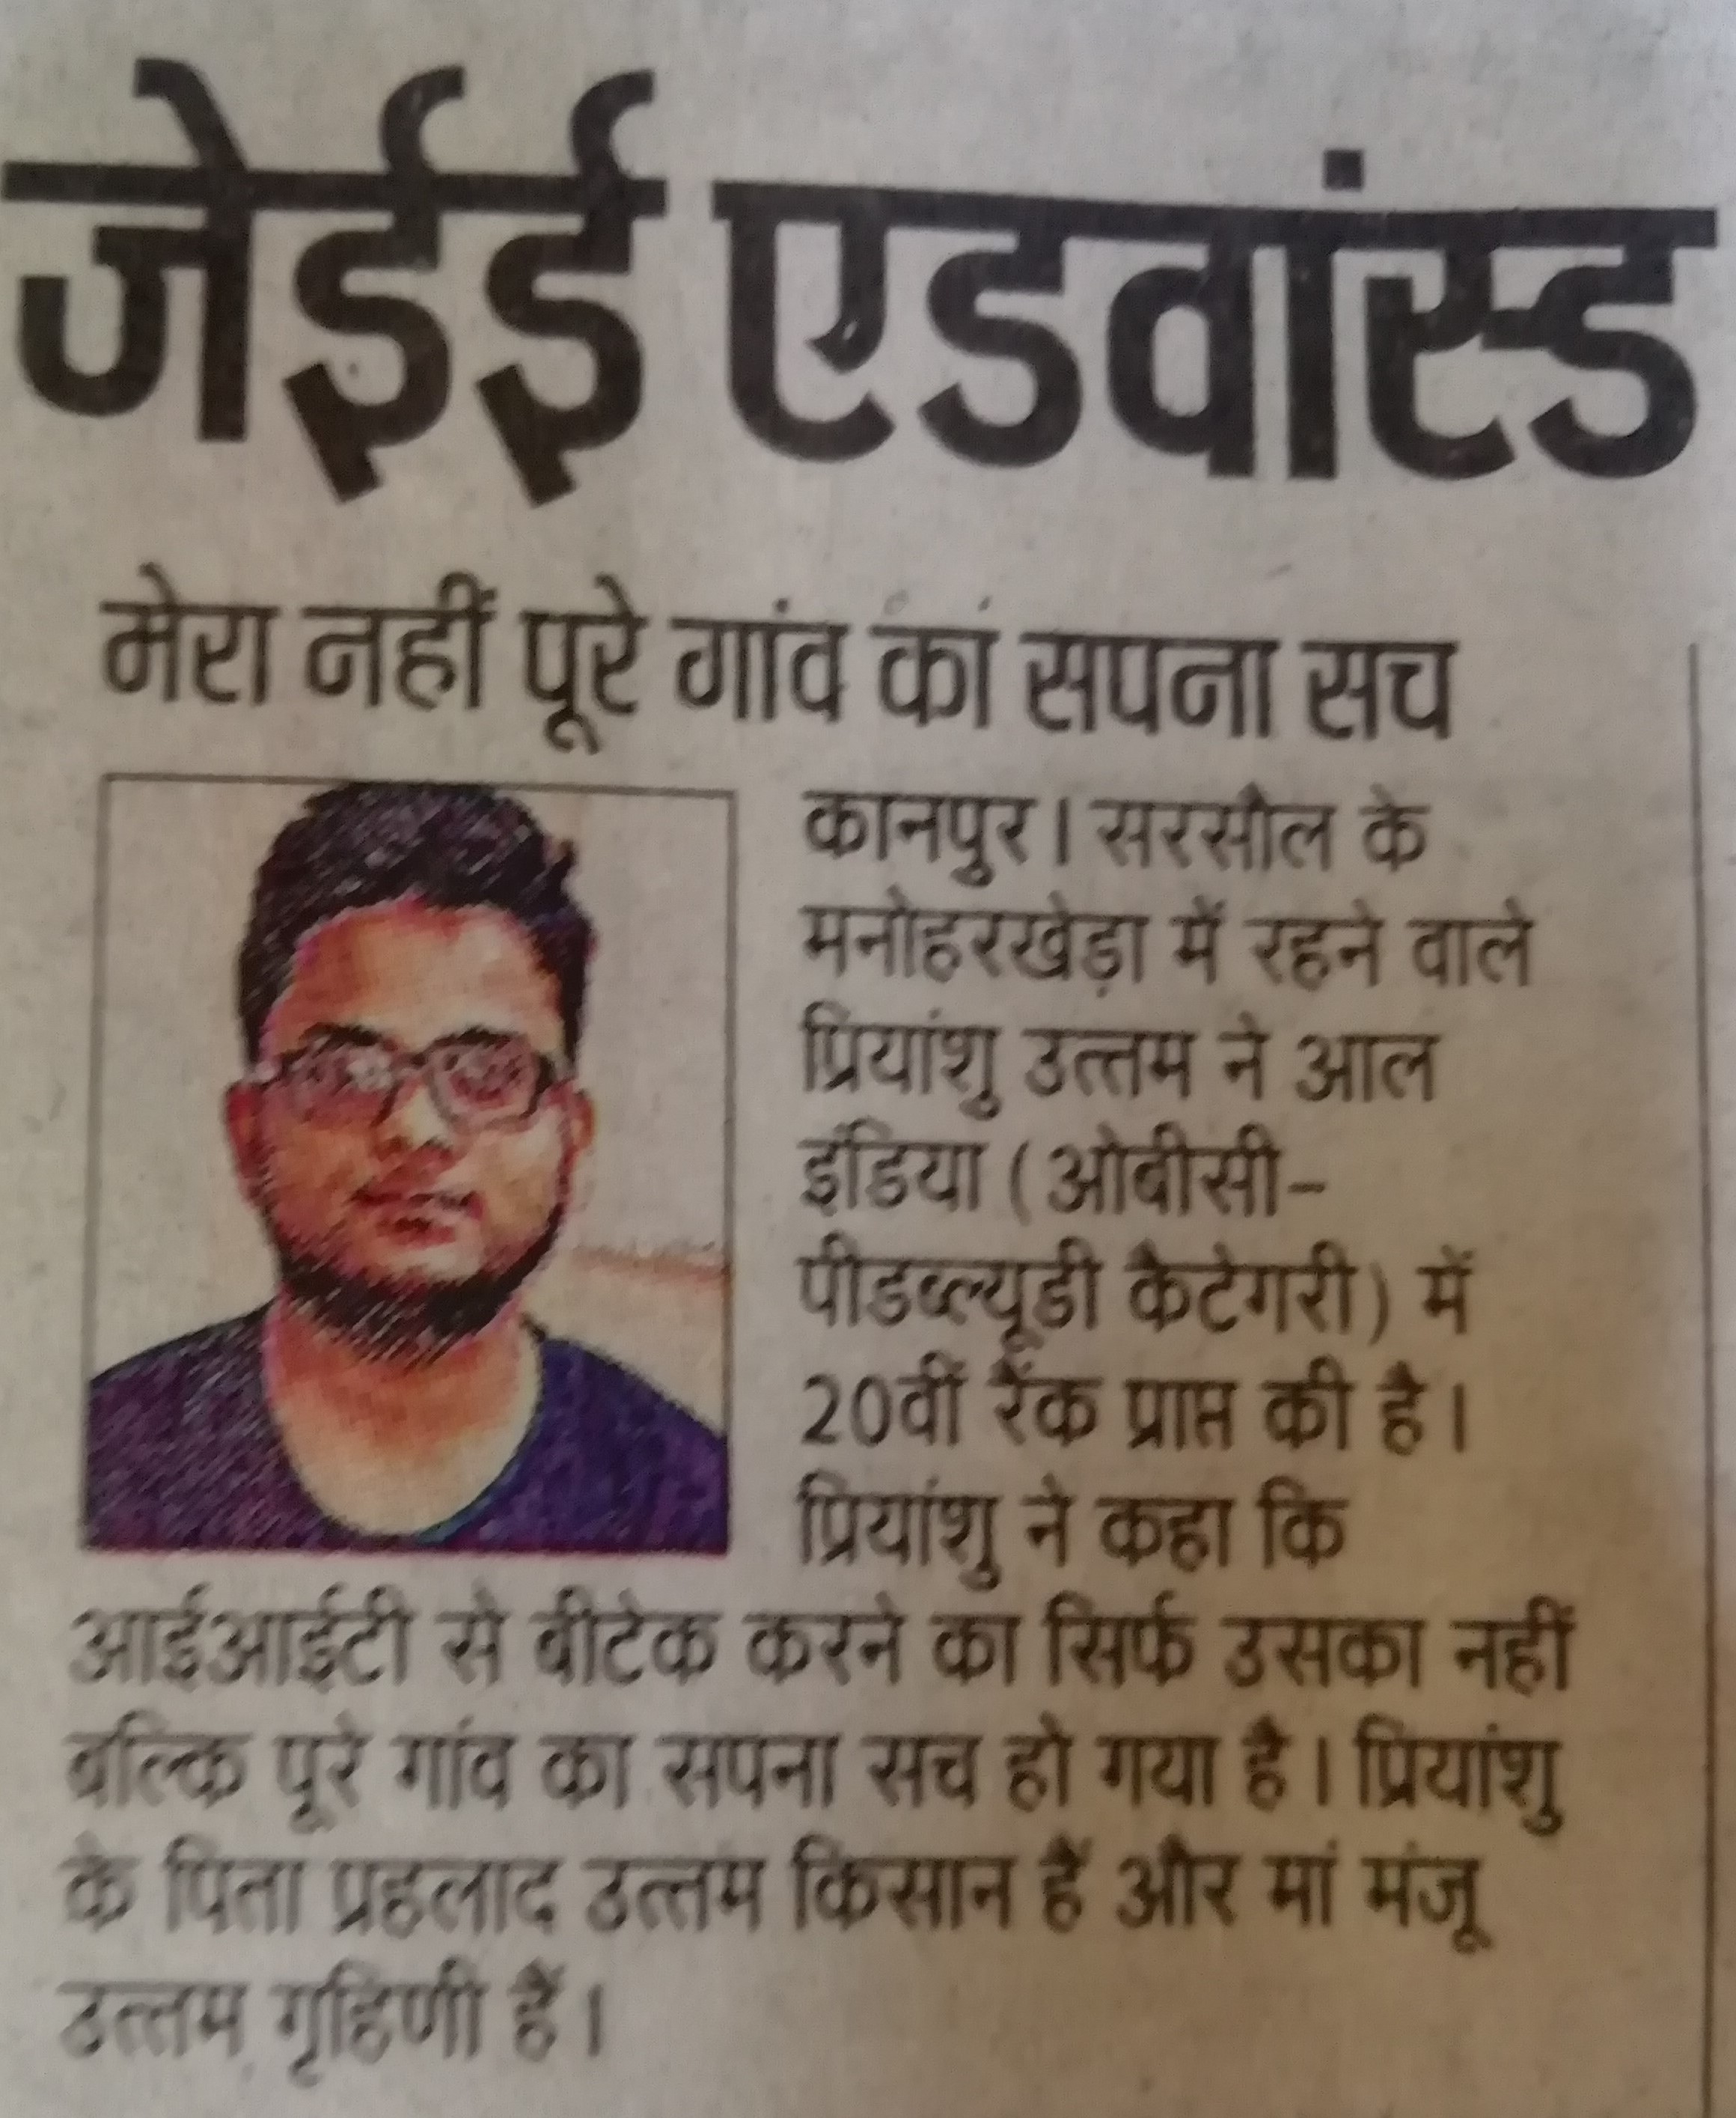 जेईई एडवांस्ड
मेरा नहीं पूरे गांव का सपना सच
कानपुर। सरसौल के
मनोहरखेड़ा में रहने वाले
प्रियांशु उत्तम ने आल
इंडिया (ओबीसी-
पीडब्ल्यूडी कैटेगरी) में
20वीं रैंक प्राप्त की है।
प्रियांशु ने कहा कि
आईआईटी से बीटेक करने का सिर्फ उसका नहीं
बल्कि पूरे गांव का सपना सच हो गया है। प्रियांशु
के पिता प्रहलाद उत्तम किसान हैं और मां मंजू
उत्तम गृहिणी हैं।